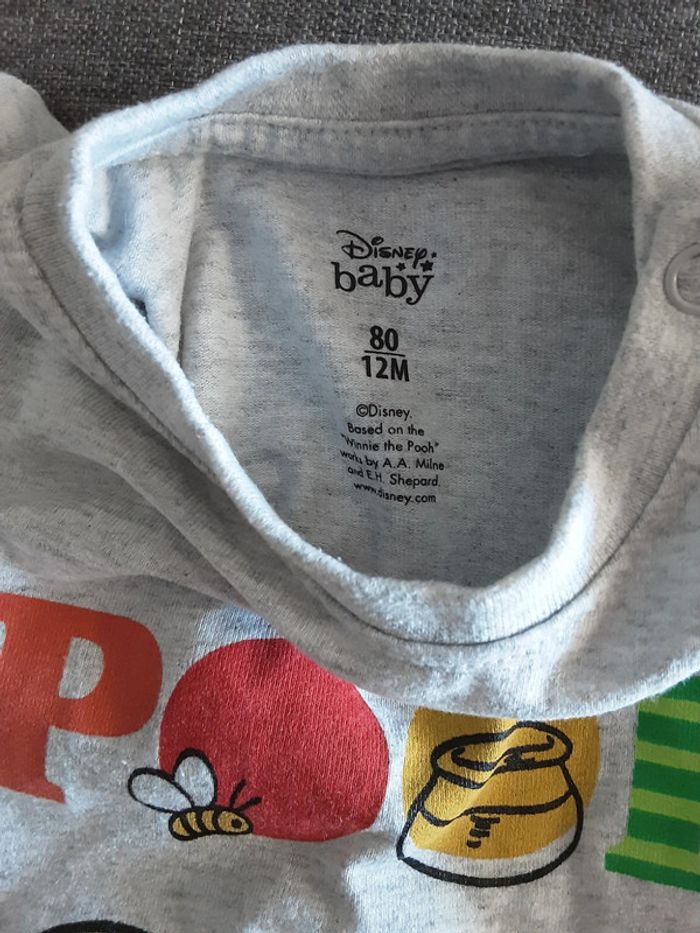 Disney
baby
80
12M
©Disney.
Based on the
"Winnie the Pooh"
works by A.A. Milne
and E.H. Shepard.
www.disney.com
P